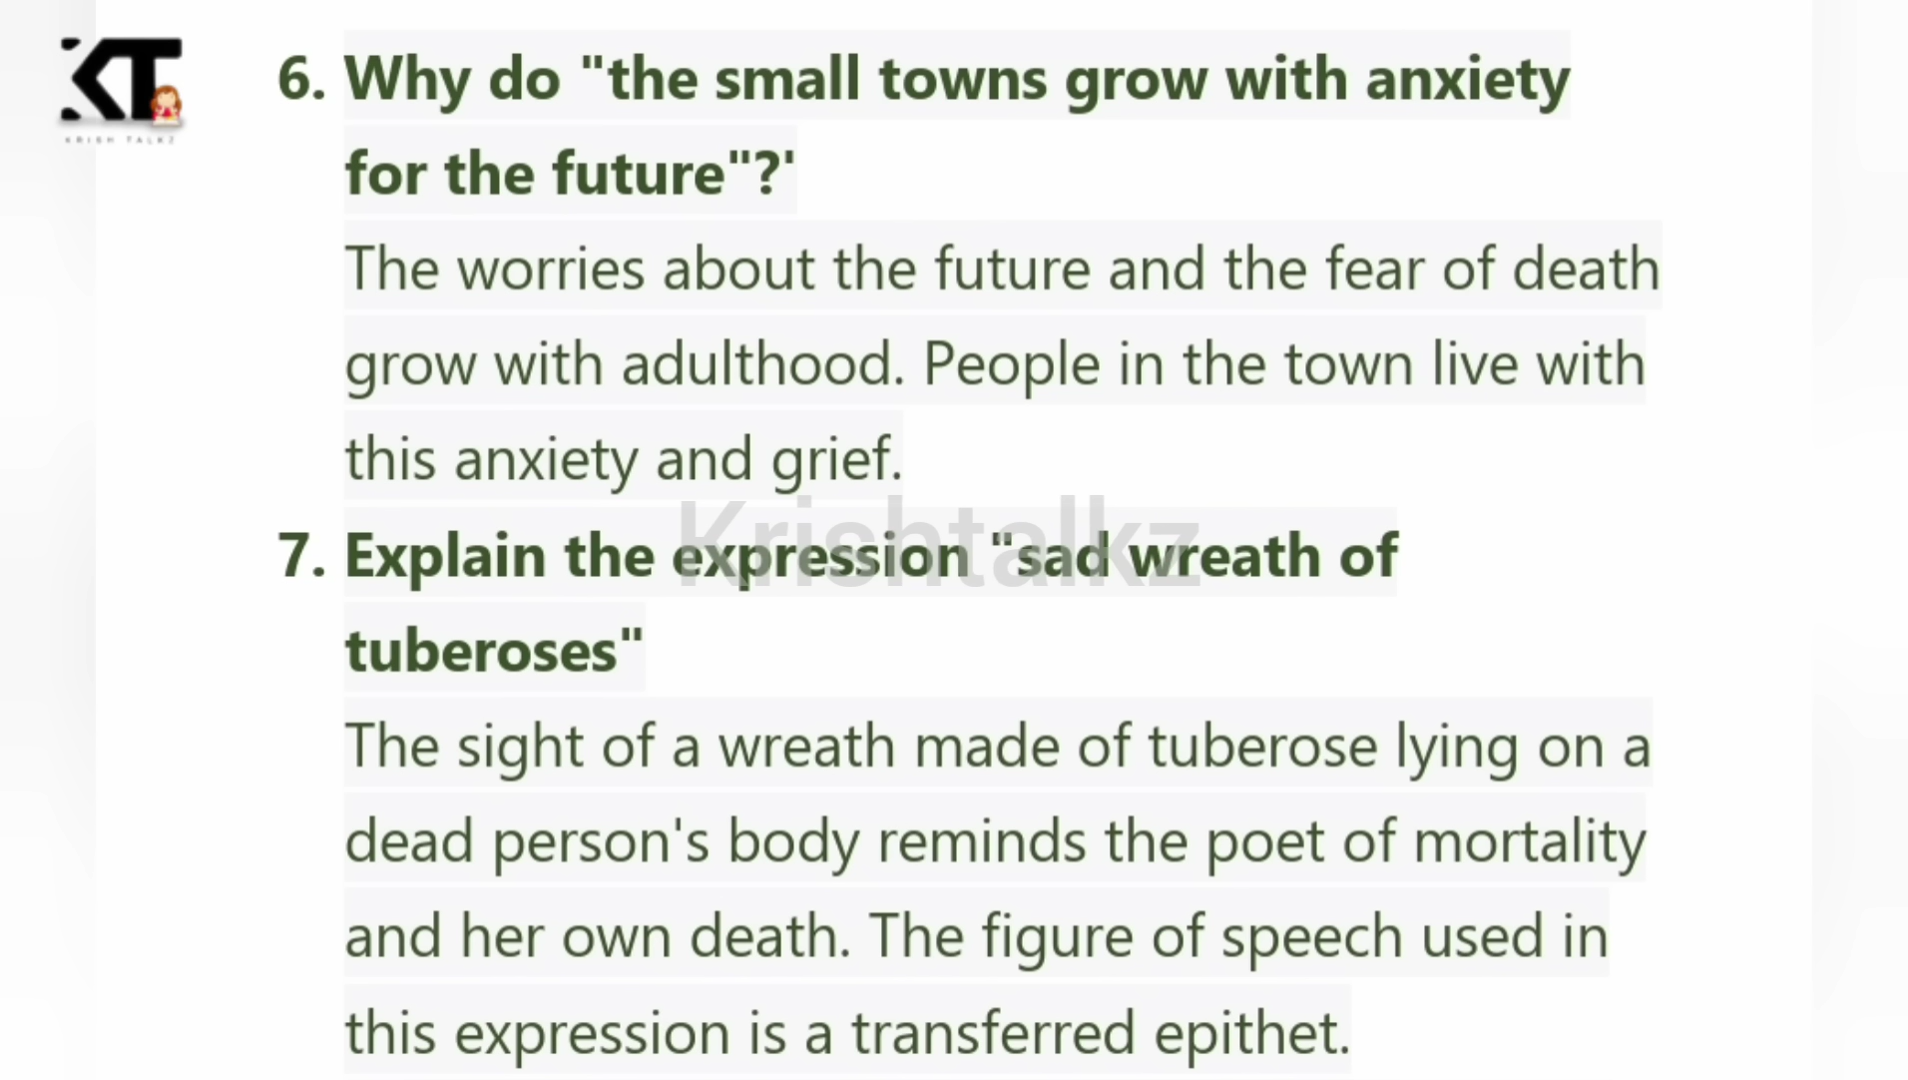 KT
KRISH TALKZ
6. Why do "the small towns grow with anxiety
for the future"?'
The worries about the future and the fear of death
grow with adulthood. People in the town live with
this anxiety and grief.
Krishtalkz
7. Explain the expression "sad wreath of
tuberoses"
The sight of a wreath made of tuberose lying on a
dead person's body reminds the poet of mortality
and her own death. The figure of speech used in
this expression is a transferred epithet.